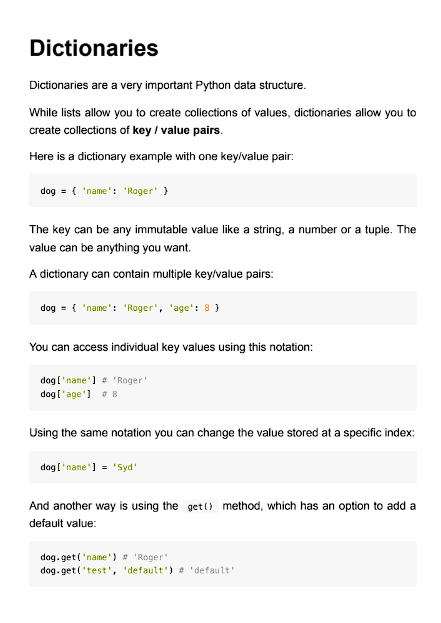 Dictionaries
Dictionaries are a very important Python data structure.
While lists allow you to create collections of values, dictionaries allow you to
create collections of key / value pairs.
Here is a dictionary example with one key/value pair:
dog = { 'name': 'Roger' }
The key can be any immutable value like a string, a number or a tuple. The
value can be anything you want.
A dictionary can contain multiple key/value pairs:
dog = { 'name': 'Roger', 'age': 8 }
You can access individual key values using this notation:
dog['name'] # 'Roger'
dog['age']  # 8
Using the same notation you can change the value stored at a specific index:
dog['name'] = 'Syd'
And another way is using the get() method, which has an option to add a
default value:
dog.get('name') # 'Roger'
dog.get('test', 'default') # 'default'